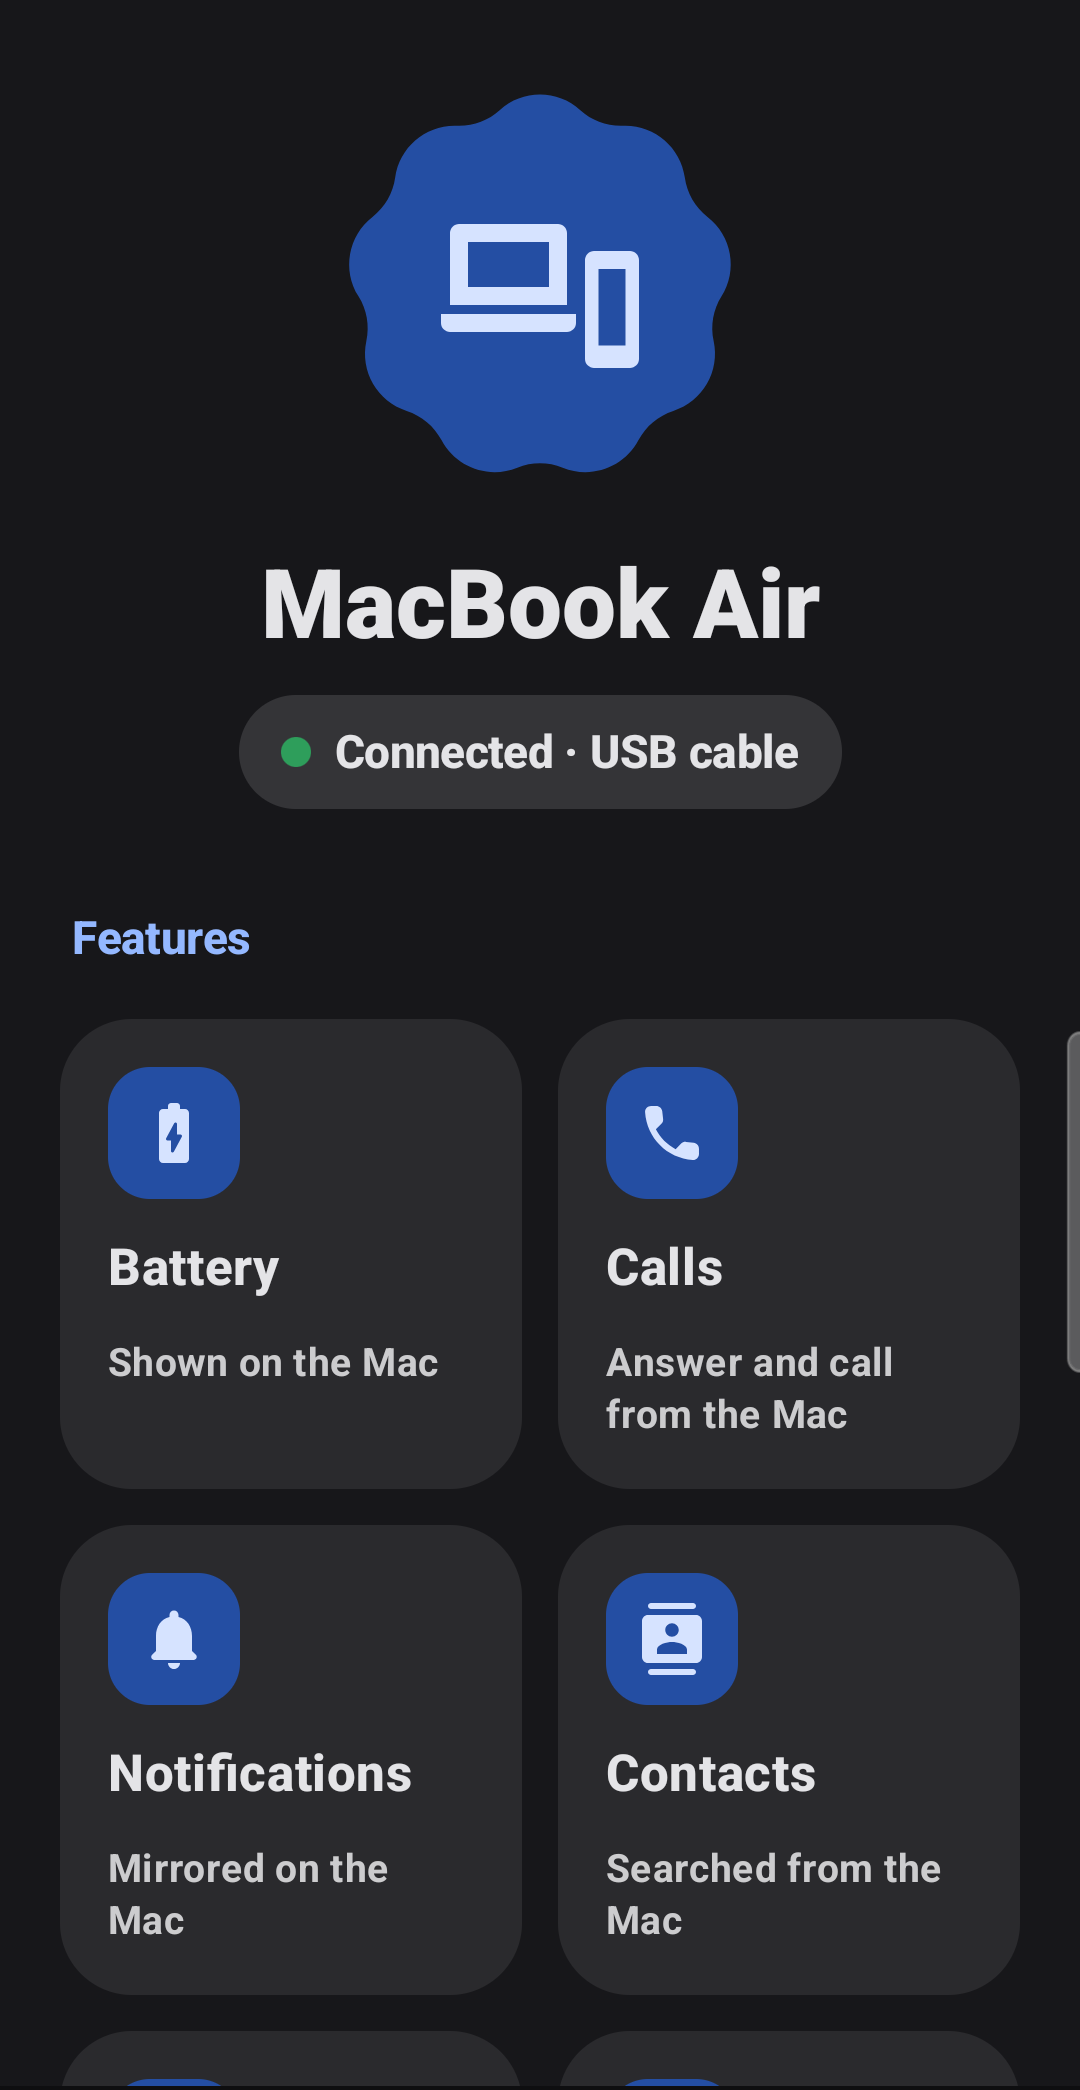 MacBook Air
Connected · USB cable
Features
Battery
Shown on the Mac
Calls
Answer and call
from the Mac
Notifications
Mirrored on the
Mac
Contacts
Searched from the
Mac